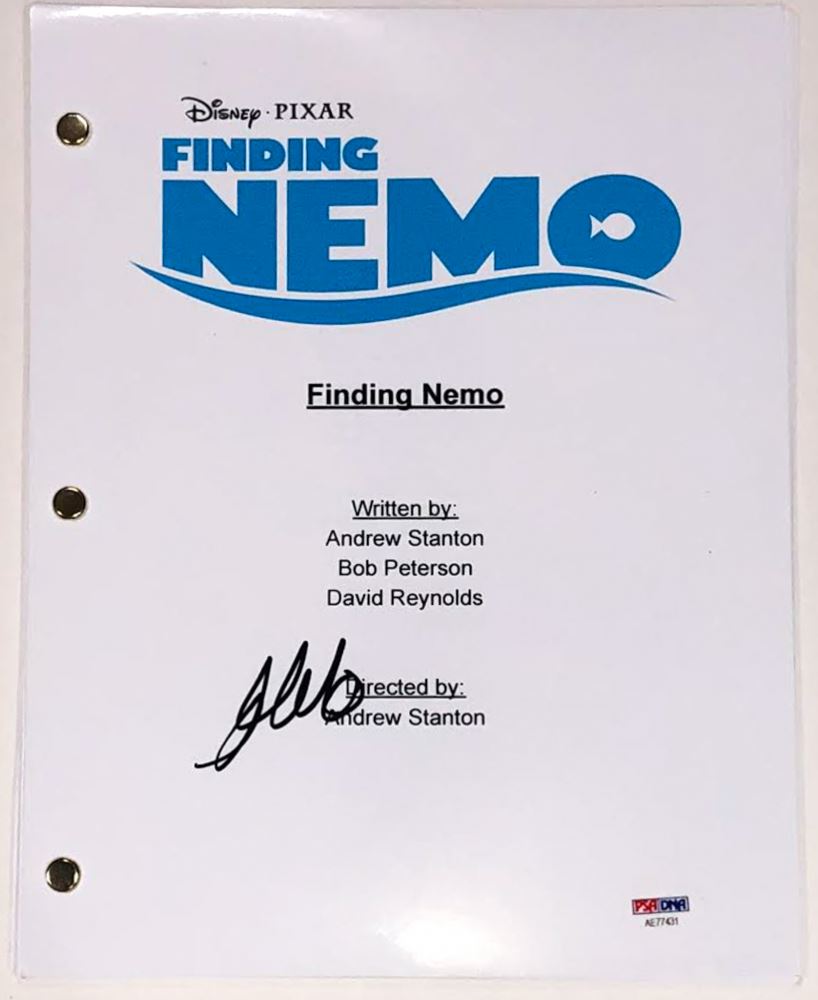 Disney · PIXAR
FINDING
NEMO
Finding Nemo
Written by:
Andrew Stanton
Bob Peterson
David Reynolds
Directed by:
Andrew Stanton
PSA DNA
AE77431